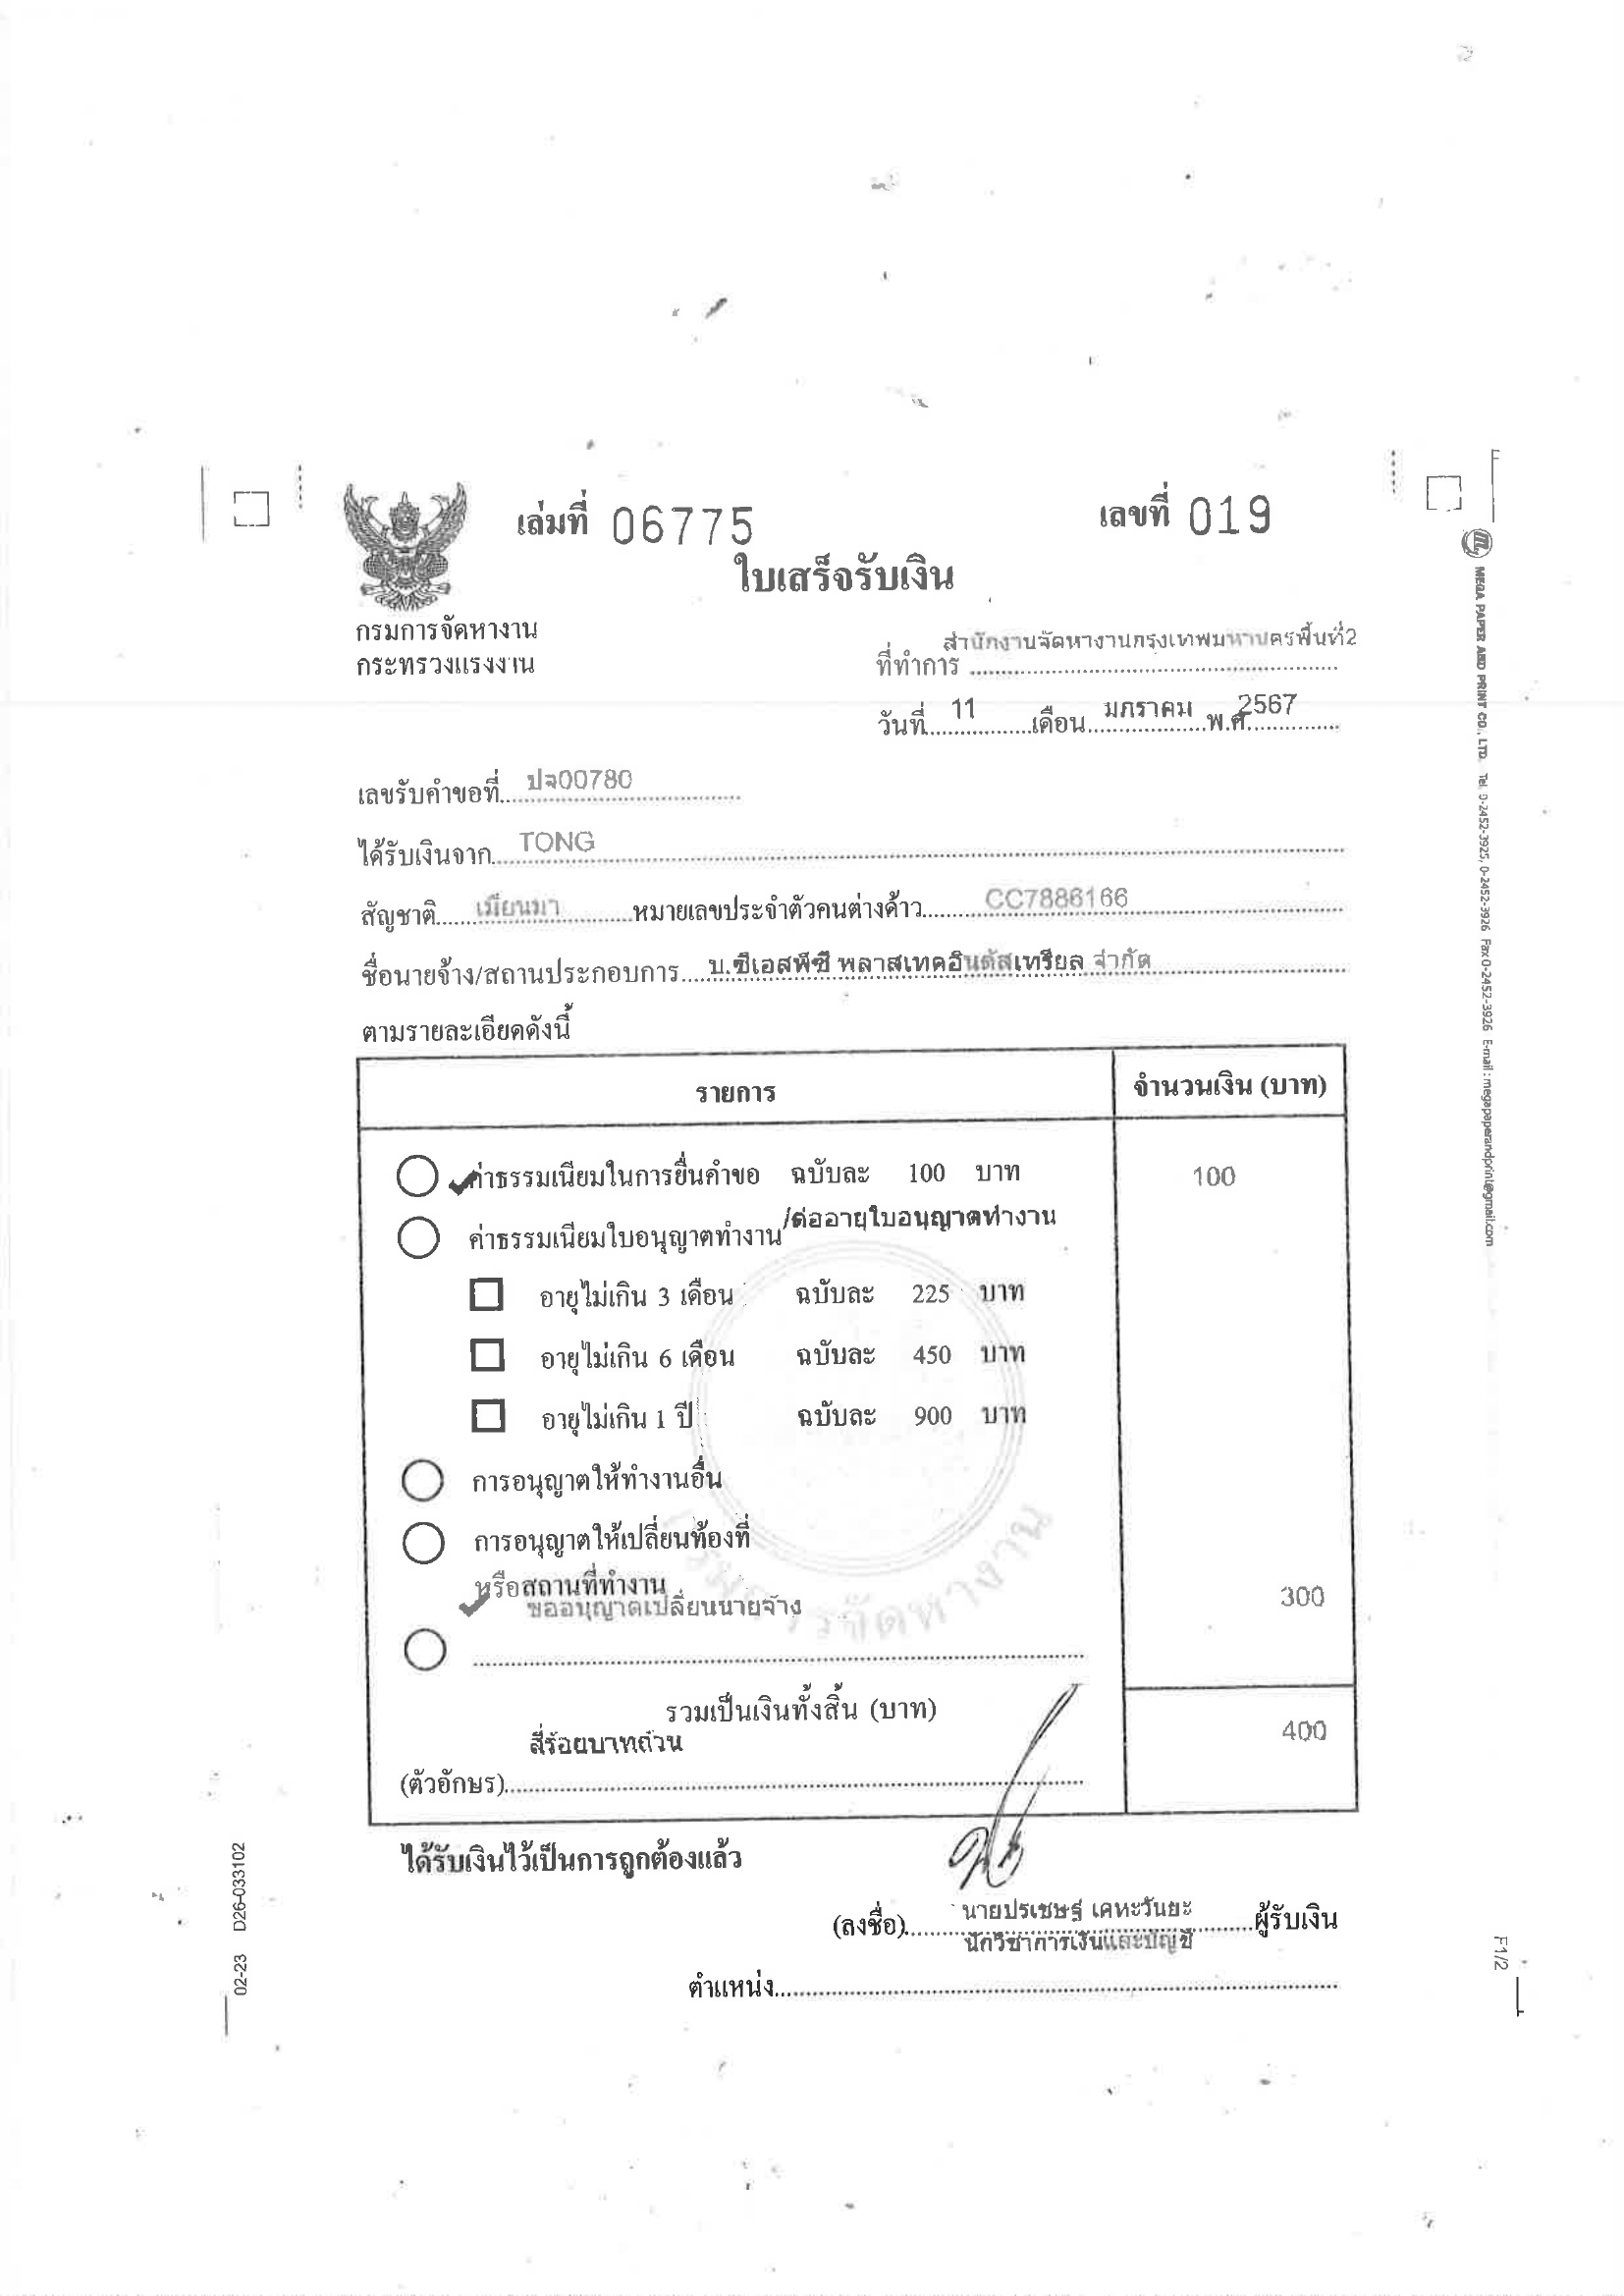 เล่มที่ 06775
เลขที่ 019
ใบเสร็จรับเงิน
กรมการจัดหางาน
กระทรวงแรงงาน
ที่ทำการ สำนักงานจัดหางานกรุงเทพมหานครพื้นที่2
วันที่ 11 เดือน มกราคม พ.ศ. 2567
เลขรับคำขอที่ ปจ00780
ได้รับเงินจาก TONG
สัญชาติ เมียนมา หมายเลขประจำตัวคนต่างด้าว CC7886166
ชื่อนายจ้าง/สถานประกอบการ บ.ซีเอสพีซี พลาสเทคอินดัสเทรียล จำกัด
ตามรายละเอียดดังนี้
รายการ จำนวนเงิน (บาท)
ค่าธรรมเนียมในการยื่นคำขอ ฉบับละ 100 บาท 100
ค่าธรรมเนียมใบอนุญาตทำงาน/ต่ออายุใบอนุญาตทำงาน
อายุไม่เกิน 3 เดือน ฉบับละ 225 บาท
อายุไม่เกิน 6 เดือน ฉบับละ 450 บาท
อายุไม่เกิน 1 ปี ฉบับละ 900 บาท
การอนุญาตให้ทำงานอื่น
การอนุญาตให้เปลี่ยนท้องที่
หรือสถานที่ทำงาน
ขออนุญาตเปลี่ยนนายจ้าง 300
กรมการจัดหางาน
รวมเป็นเงินทั้งสิ้น (บาท) 400
สี่ร้อยบาทถ้วน
(ตัวอักษร)
ได้รับเงินไว้เป็นการถูกต้องแล้ว
(ลงชื่อ) นายปรเชษฐ์ เคหะวันยะ ผู้รับเงิน
นักวิชาการเงินและบัญชี
ตำแหน่ง
02-23 D26-033102
MEGA PAPER AND PRINT CO., LTD. Tel. 0-2452-3925, 0-2452-3926 Fax 0-2452-3926 E-mail : megapaperandprint@gmail.com
F1/2